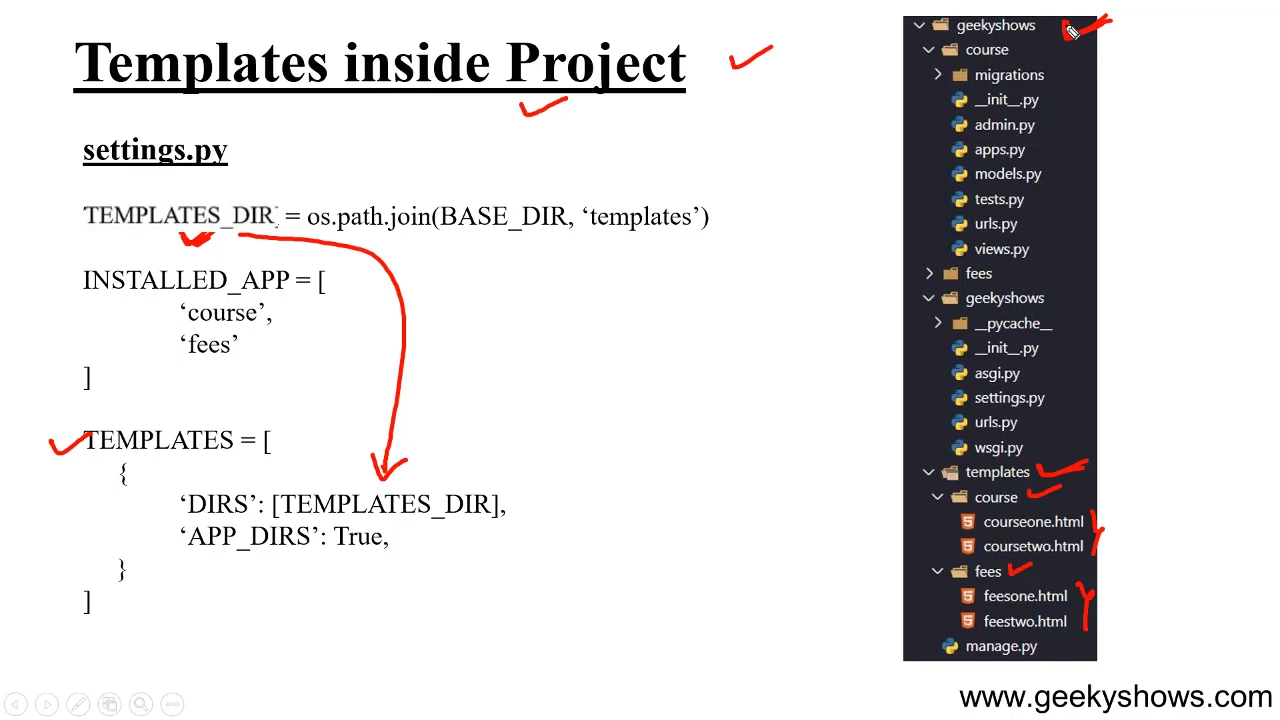 Templates inside Project
settings.py
TEMPLATES_DIR = os.path.join(BASE_DIR, ‘templates’)
INSTALLED_APP = [
‘course’,
‘fees’
]
TEMPLATES = [
{
‘DIRS’: [TEMPLATES_DIR],
‘APP_DIRS’: True,
}
]
geekyshows
course
migrations
__init__.py
admin.py
apps.py
models.py
tests.py
urls.py
views.py
fees
geekyshows
__pycache__
__init__.py
asgi.py
settings.py
urls.py
wsgi.py
templates
course
courseone.html
coursetwo.html
fees
feesone.html
feestwo.html
manage.py
www.geekyshows.com